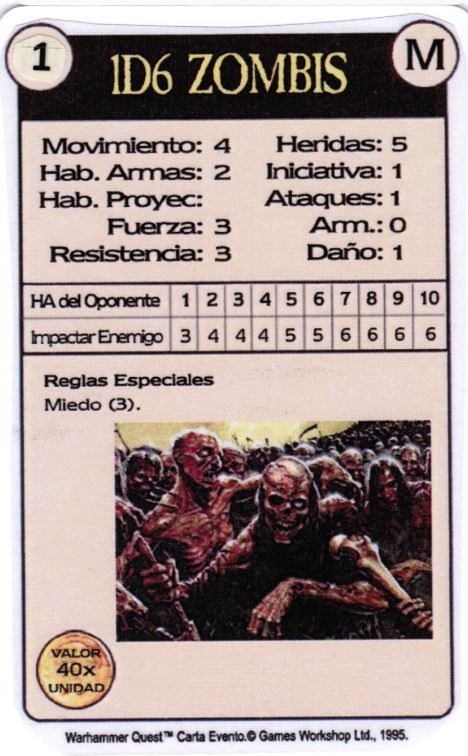 1
M
1D6 ZOMBIS
Movimiento: 4 Heridas: 5
Hab. Armas: 2 Iniciativa: 1
Hab. Proyec: Ataques: 1
Fuerza: 3 Arm.: 0
Resistencia: 3 Daño: 1
HA del Oponente 1 2 3 4 5 6 7 8 9 10
Impactar Enemigo 3 4 4 4 5 5 6 6 6 6
Reglas Especiales
Miedo (3).
VALOR
40x
UNIDAD
Warhammer Quest™ Carta Evento.© Games Workshop Ltd., 1995.